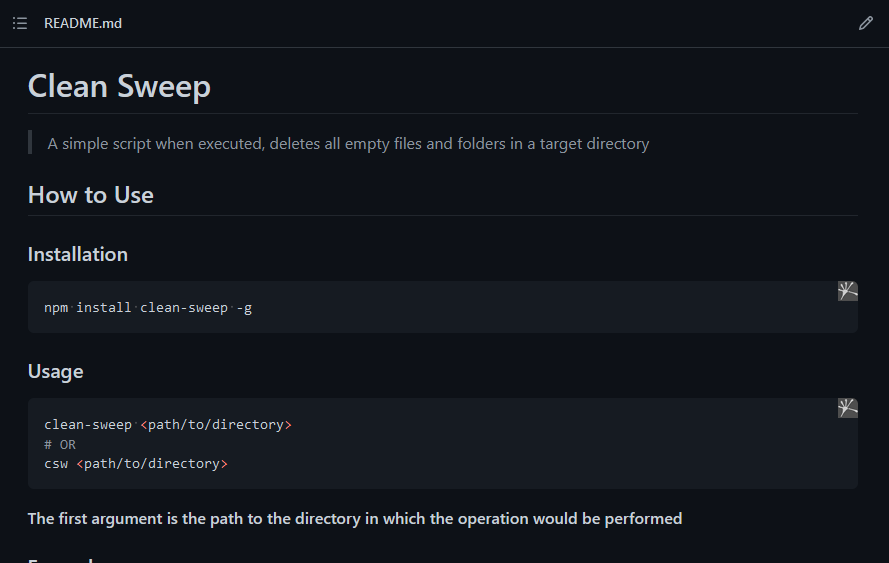 README.md
Clean Sweep
A simple script when executed, deletes all empty files and folders in a target directory
How to Use
Installation
npm install clean-sweep -g
Usage
clean-sweep <path/to/directory>
# OR
csw <path/to/directory>
The first argument is the path to the directory in which the operation would be performed